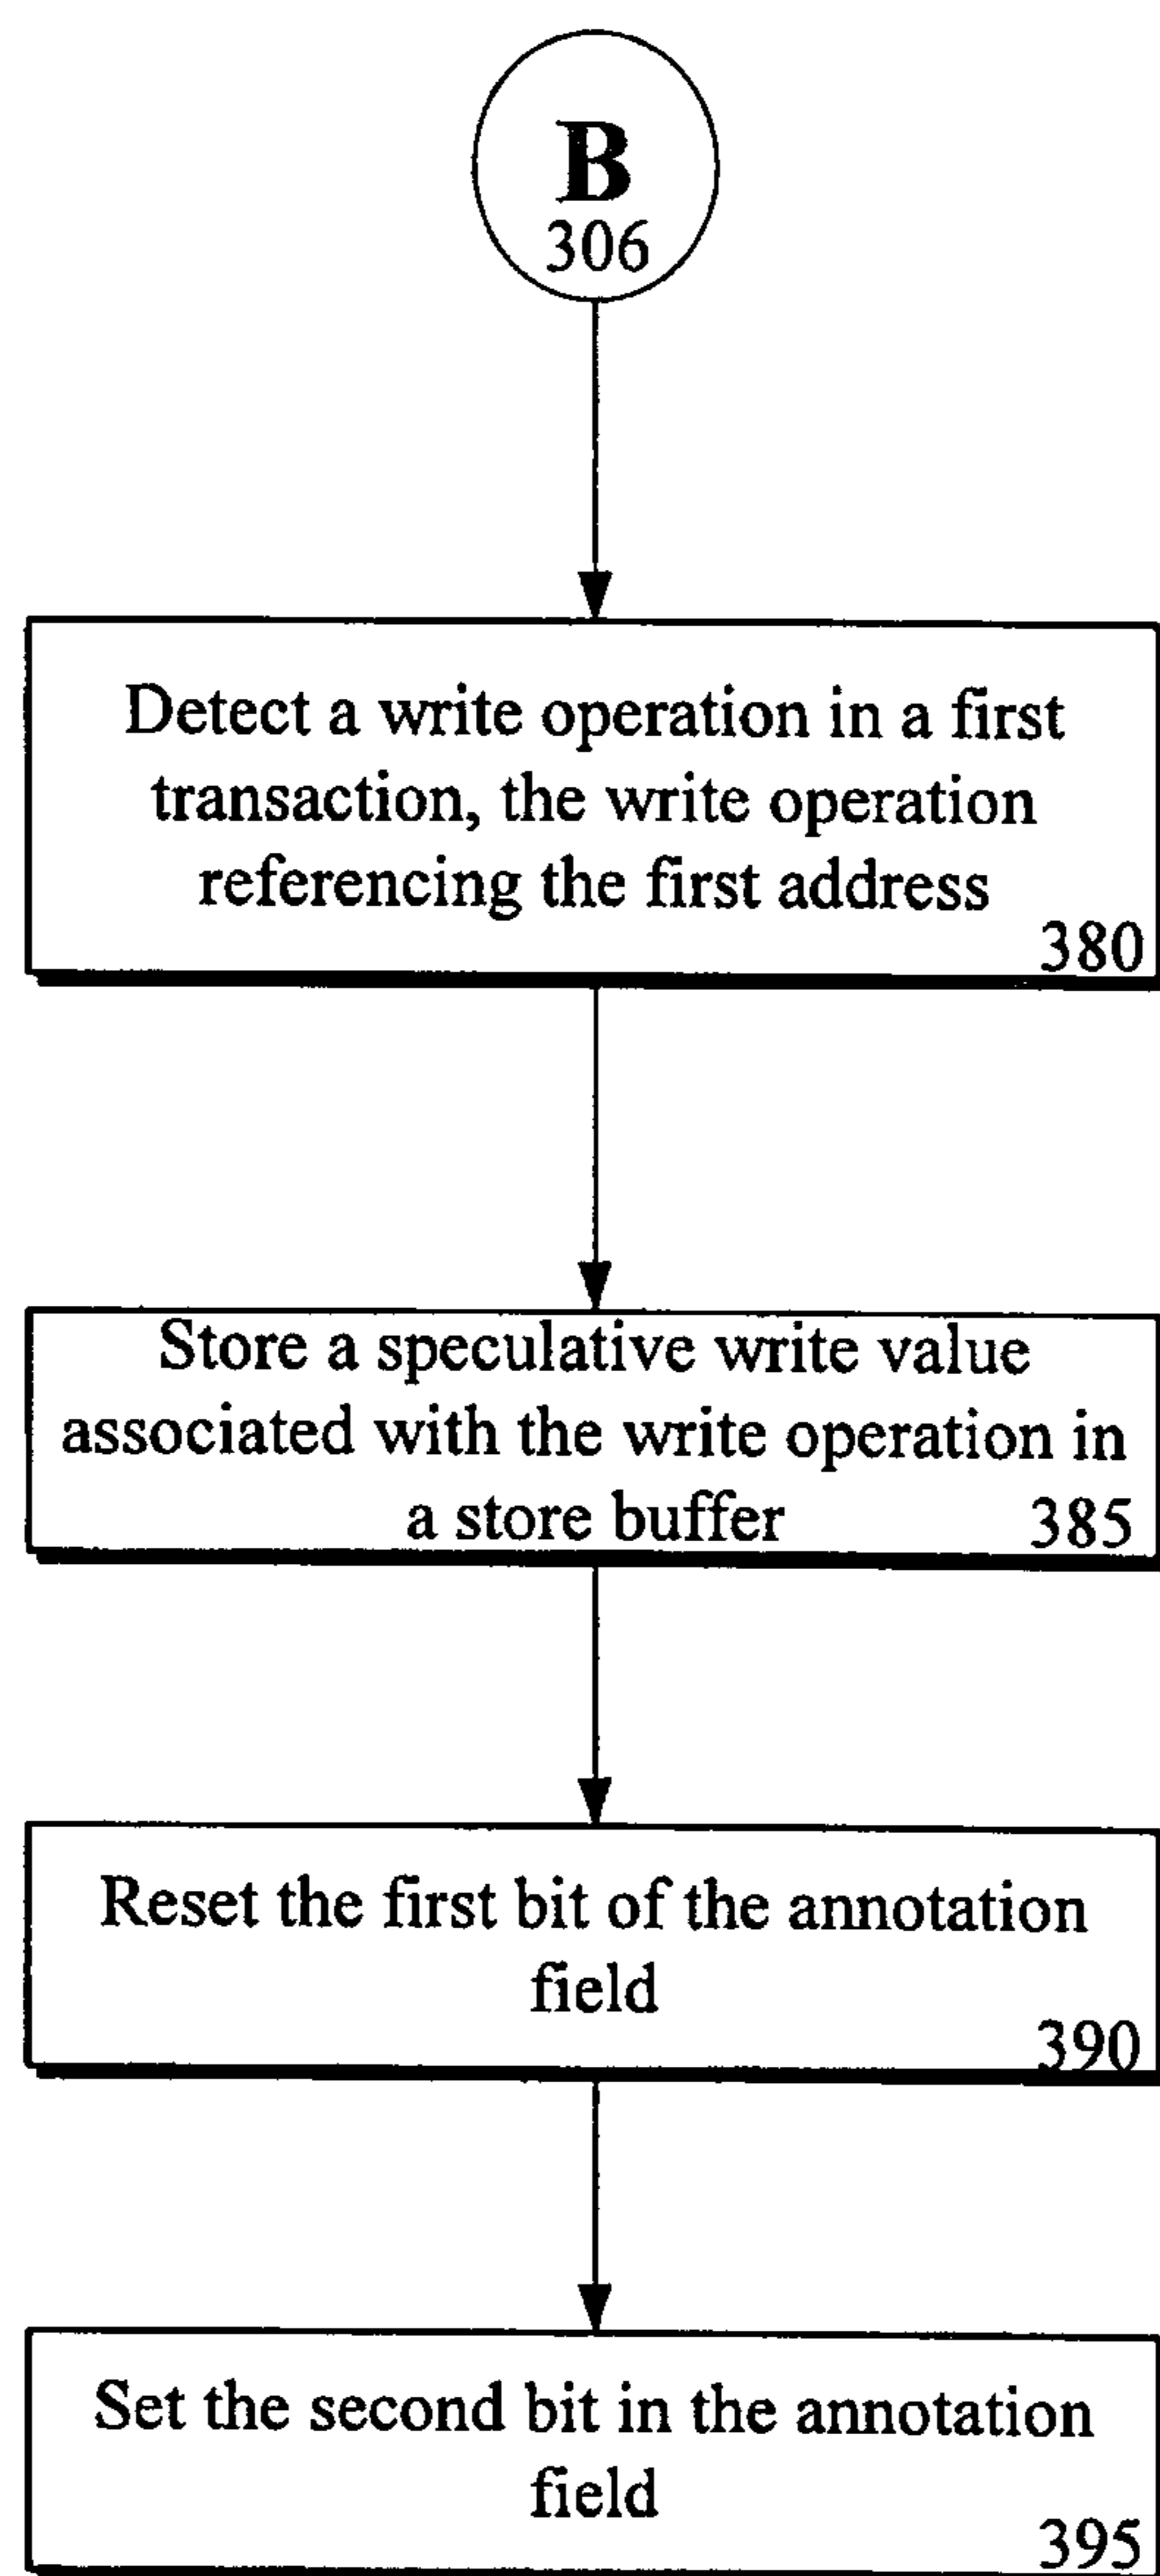 B
306
Detect a write operation in a first
transaction, the write operation
referencing the first address
380
Store a speculative write value
associated with the write operation in
a store buffer
385
Reset the first bit of the annotation
field
390
Set the second bit in the annotation
field
395